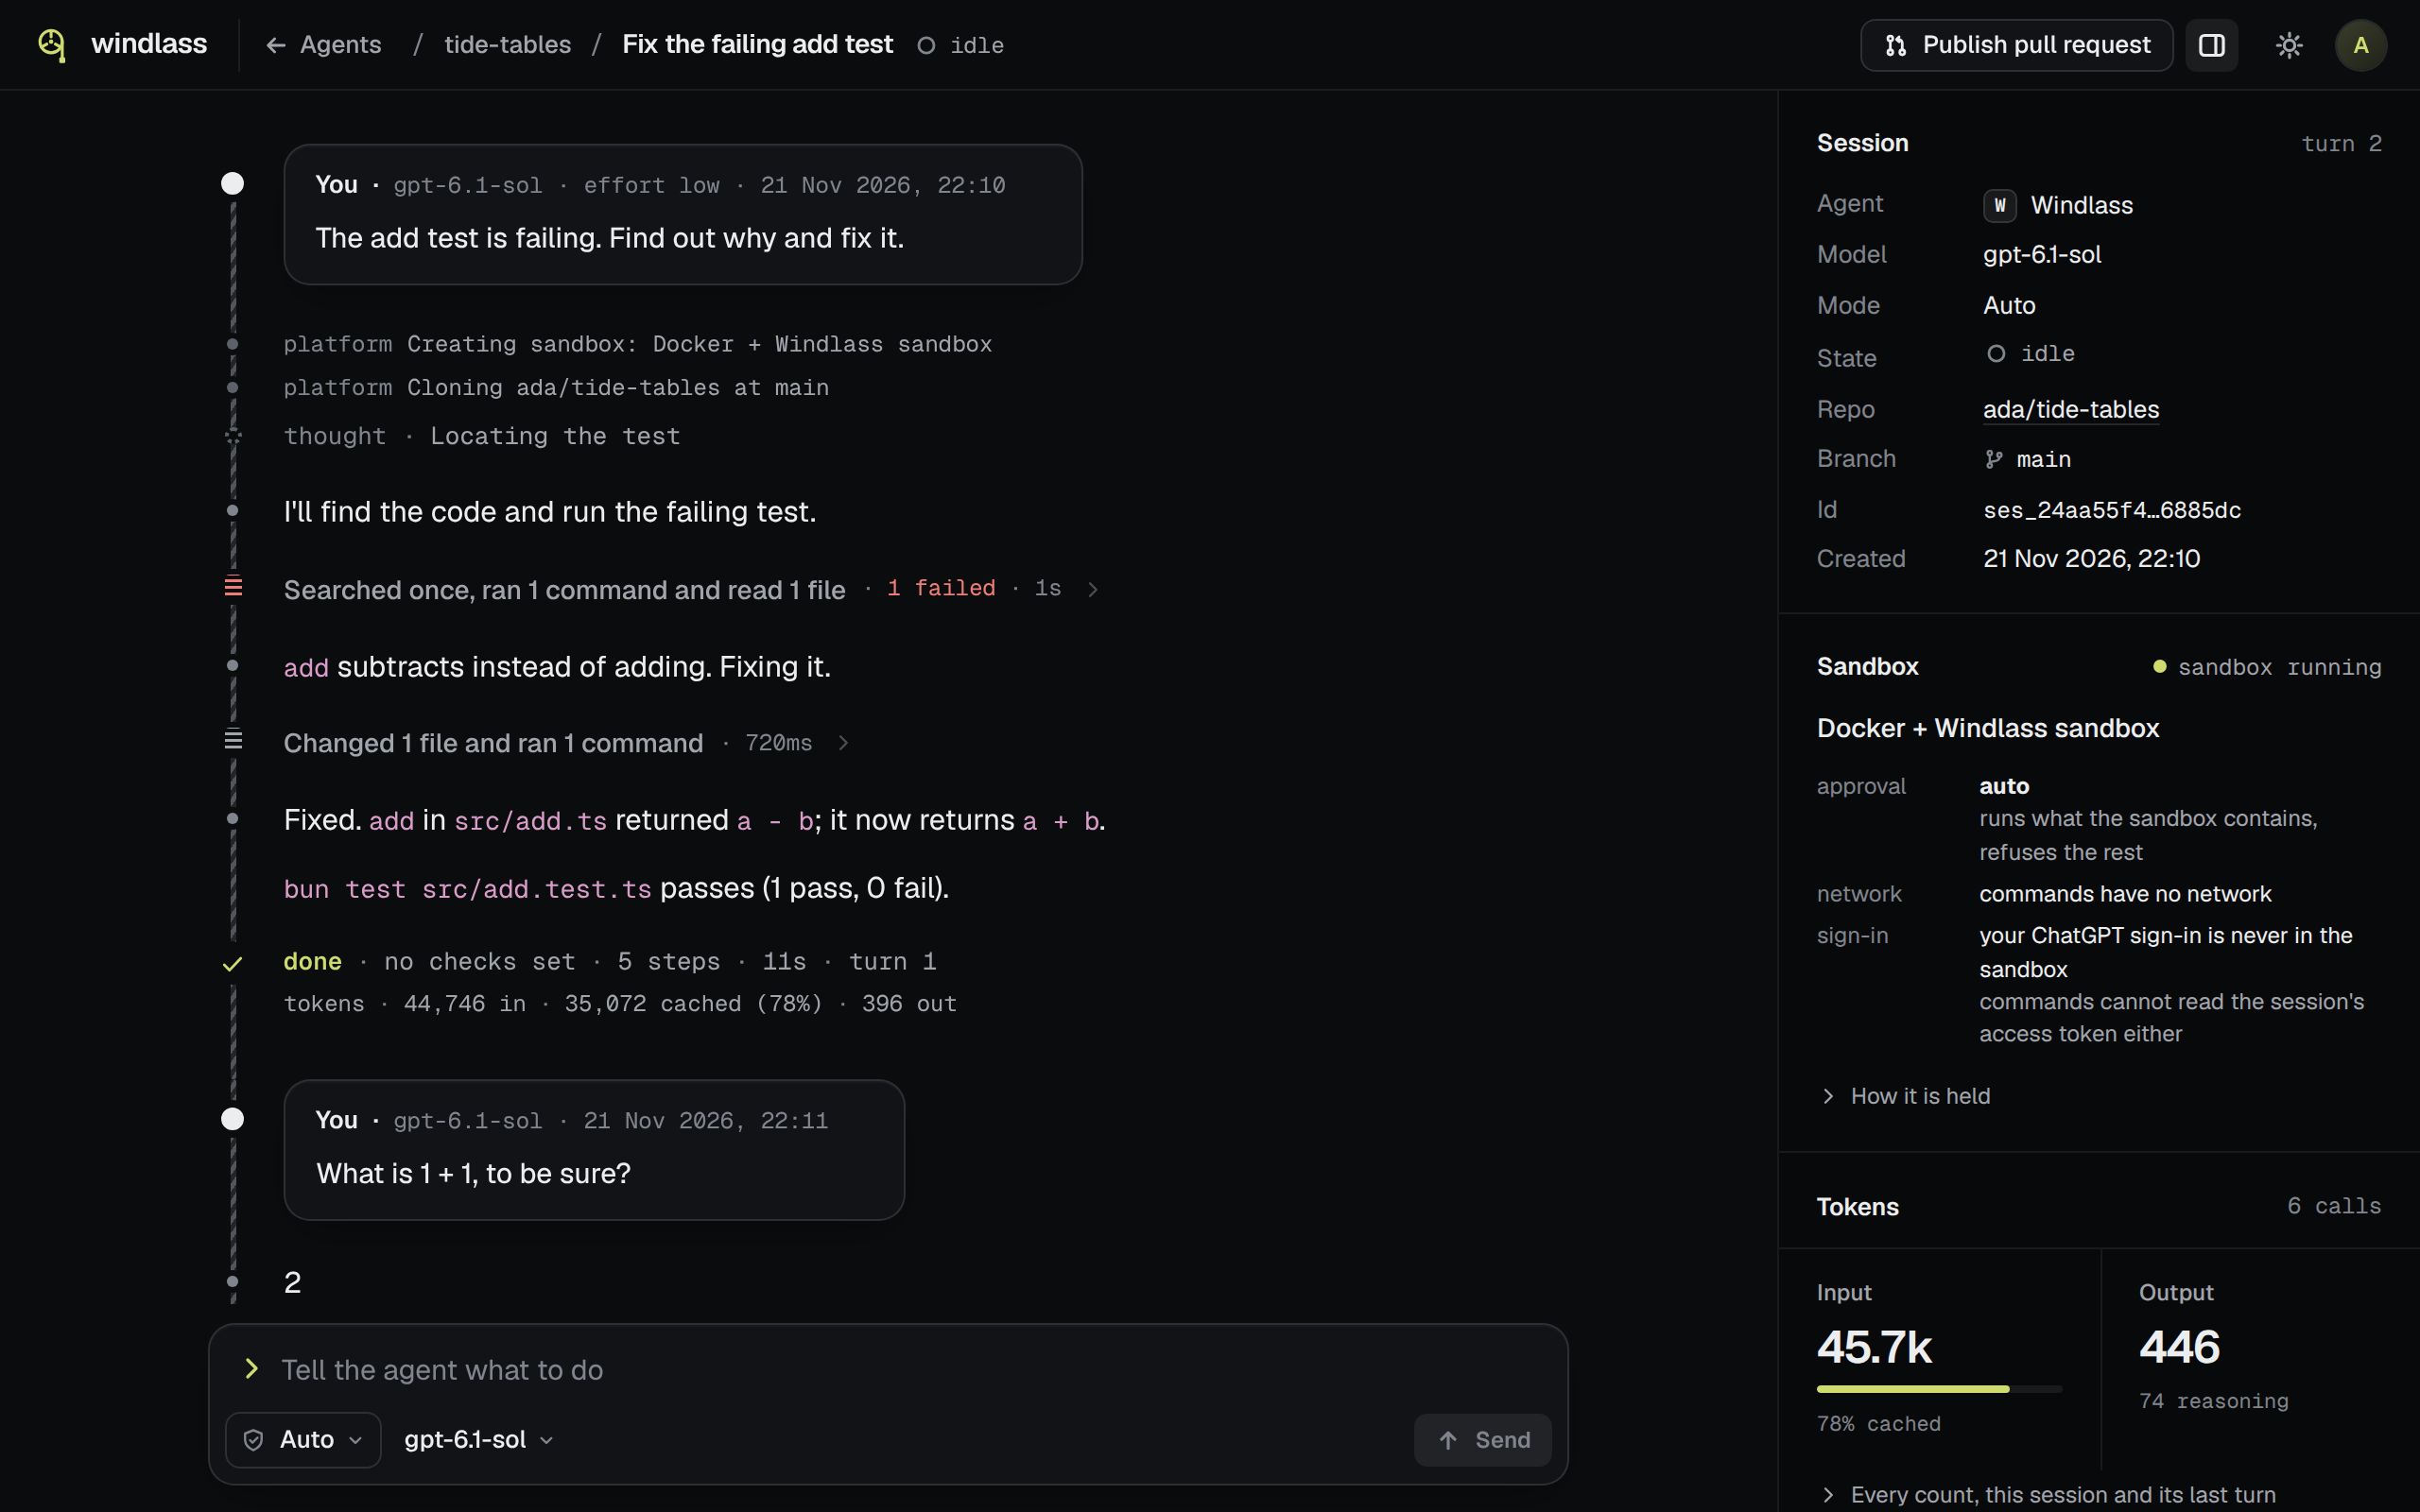 windlass
← Agents / tide-tables / Fix the failing add test idle
Publish pull request
A
You · gpt-6.1-sol · effort low · 21 Nov 2026, 22:10
The add test is failing. Find out why and fix it.
platform Creating sandbox: Docker + Windlass sandbox
platform Cloning ada/tide-tables at main
thought · Locating the test
I'll find the code and run the failing test.
Searched once, ran 1 command and read 1 file · 1 failed · 1s
add subtracts instead of adding. Fixing it.
Changed 1 file and ran 1 command · 720ms
Fixed. add in src/add.ts returned a - b; it now returns a + b.
bun test src/add.test.ts passes (1 pass, 0 fail).
done · no checks set · 5 steps · 11s · turn 1
tokens · 44,746 in · 35,072 cached (78%) · 396 out
You · gpt-6.1-sol · 21 Nov 2026, 22:11
What is 1 + 1, to be sure?
2
Tell the agent what to do
Auto
gpt-6.1-sol
Send
Session turn 2
Agent W Windlass
Model gpt-6.1-sol
Mode Auto
State idle
Repo ada/tide-tables
Branch main
Id ses_24aa55f4…6885dc
Created 21 Nov 2026, 22:10
Sandbox sandbox running
Docker + Windlass sandbox
approval auto
runs what the sandbox contains,
refuses the rest
network commands have no network
sign-in your ChatGPT sign-in is never in the
sandbox
commands cannot read the session's
access token either
How it is held
Tokens 6 calls
Input
45.7k
78% cached
Output
446
74 reasoning
Every count, this session and its last turn